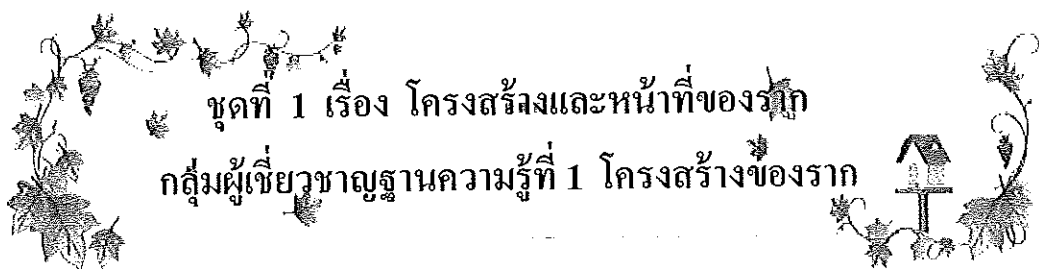 ชุดที่ 1 เรื่อง โครงสร้างและหน้าที่ของราก
กลุ่มผู้เชี่ยวชาญฐานความรู้ที่ 1 โครงสร้างของราก